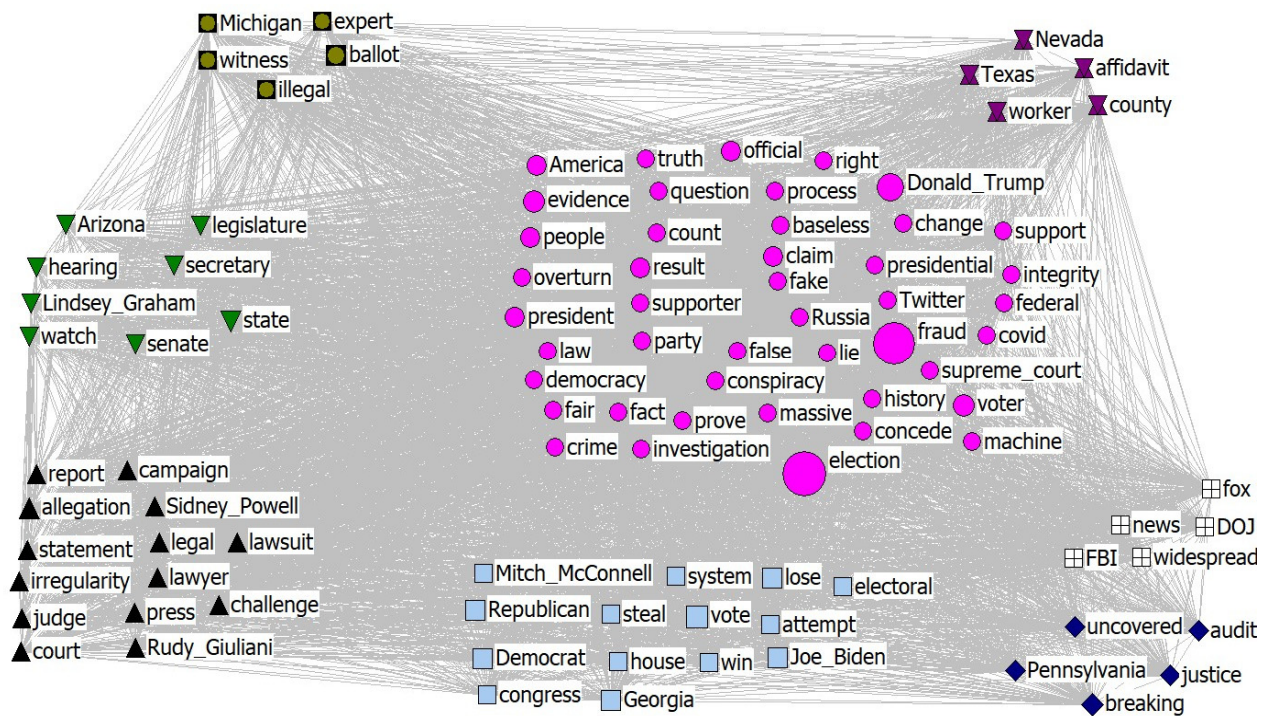 Michigan
expert
witness
ballot
illegal
Nevada
Texas
affidavit
worker
county
America
truth
official
right
evidence
question
process
Donald_Trump
people
count
baseless
change
support
overturn
result
claim
fake
presidential
integrity
president
supporter
Russia
Twitter
federal
law
party
false
lie
fraud
covid
democracy
conspiracy
supreme_court
fair
fact
prove
massive
history
voter
crime
investigation
concede
machine
election
Arizona
legislature
hearing
secretary
Lindsey_Graham
state
watch
senate
report
campaign
allegation
Sidney_Powell
statement
legal
lawsuit
irregularity
lawyer
judge
press
challenge
court
Rudy_Giuliani
Mitch_McConnell
system
lose
electoral
Republican
steal
vote
attempt
Democrat
house
win
Joe_Biden
congress
Georgia
fox
news
DOJ
FBI
widespread
uncovered
audit
Pennsylvania
justice
breaking